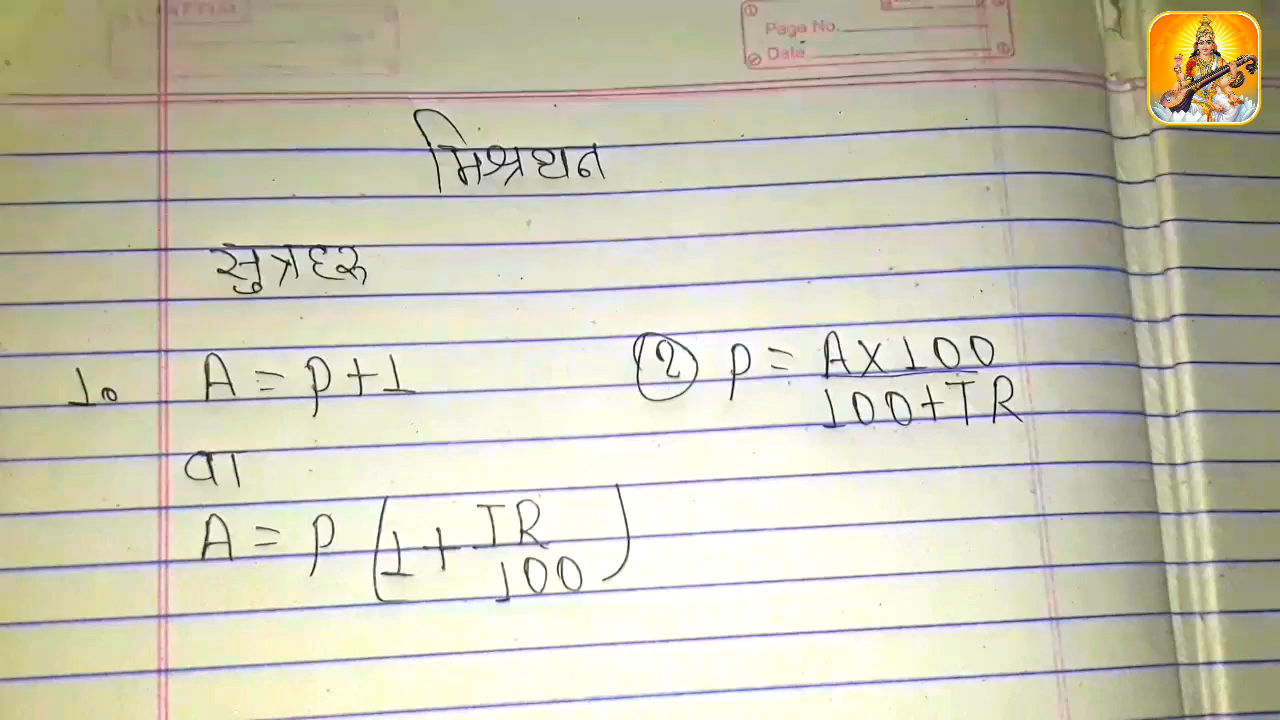 Page No.
Date
मिश्रधन
सुत्रहरु
1. A = P + I
② P = A × 100 / 100 + TR
वा
A = P (1 + TR / 100)